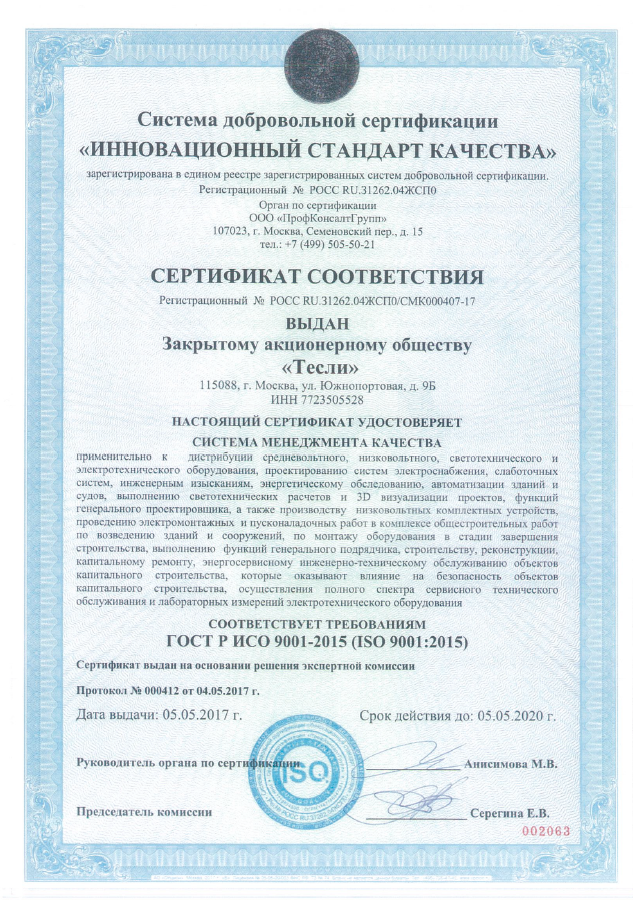 Система добровольной сертификации
«ИННОВАЦИОННЫЙ СТАНДАРТ КАЧЕСТВА»
зарегистрирована в едином реестре зарегистрированных систем добровольной сертификации.
Регистрационный № РОСС RU.31262.04ЖСП0
Орган по сертификации
ООО «ПрофКонсалтГрупп»
107023, г. Москва, Семеновский пер., д. 15
тел.: +7 (499) 505-50-21
СЕРТИФИКАТ СООТВЕТСТВИЯ
Регистрационный № РОСС RU.31262.04ЖСП0/СМК000407-17
ВЫДАН
Закрытому акционерному обществу
«Тесли»
115088, г. Москва, ул. Южнопортовая, д. 9Б
ИНН 7723505528
НАСТОЯЩИЙ СЕРТИФИКАТ УДОСТОВЕРЯЕТ
СИСТЕМА МЕНЕДЖМЕНТА КАЧЕСТВА
применительно к дистрибуции средневольтного, низковольтного, светотехнического и
электротехнического оборудования, проектированию систем электроснабжения, слаботочных
систем, инженерным изысканиям, энергетическому обследованию, автоматизации зданий и
судов, выполнению светотехнических расчетов и 3D визуализации проектов, функций
генерального проектировщика, а также производству низковольтных комплектных устройств,
проведению электромонтажных и пусконаладочных работ в комплексе общестроительных работ
по возведению зданий и сооружений, по монтажу оборудования в стадии завершения
строительства, выполнению функций генерального подрядчика, строительству, реконструкции,
капитальному ремонту, энергосервисному инженерно-техническому обслуживанию объектов
капитального строительства, которые оказывают влияние на безопасность объектов
капитального строительства, осуществления полного спектра сервисного технического
обслуживания и лабораторных измерений электротехнического оборудования
СООТВЕТСТВУЕТ ТРЕБОВАНИЯМ
ГОСТ Р ИСО 9001-2015 (ISO 9001:2015)
Сертификат выдан на основании решения экспертной комиссии
Протокол № 000412 от 04.05.2017 г.
Дата выдачи: 05.05.2017 г. Срок действия до: 05.05.2020 г.
Руководитель органа по сертификации Анисимова М.В.
ISO
Председатель комиссии Серегина Е.В.
002063